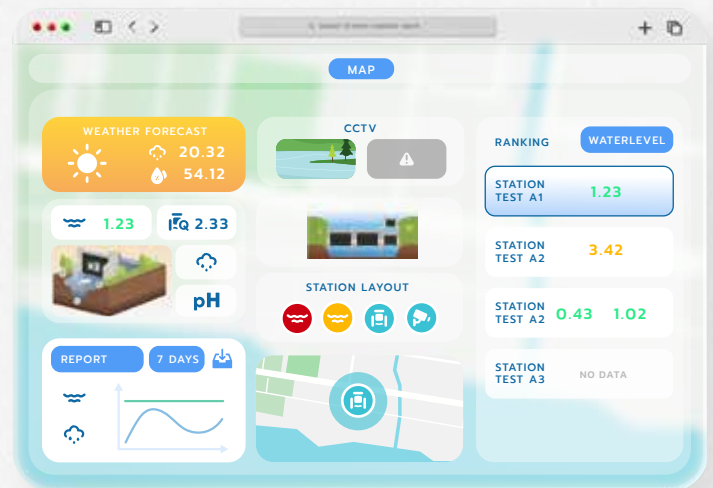 MAP
WEATHER FORECAST
20.32
54.12
1.23
Q 2.33
pH
REPORT
7 DAYS
CCTV
STATION LAYOUT
RANKING
WATERLEVEL
STATION
TEST A1
1.23
STATION
TEST A2
3.42
STATION
TEST A2
0.43 1.02
STATION
TEST A3
NO DATA